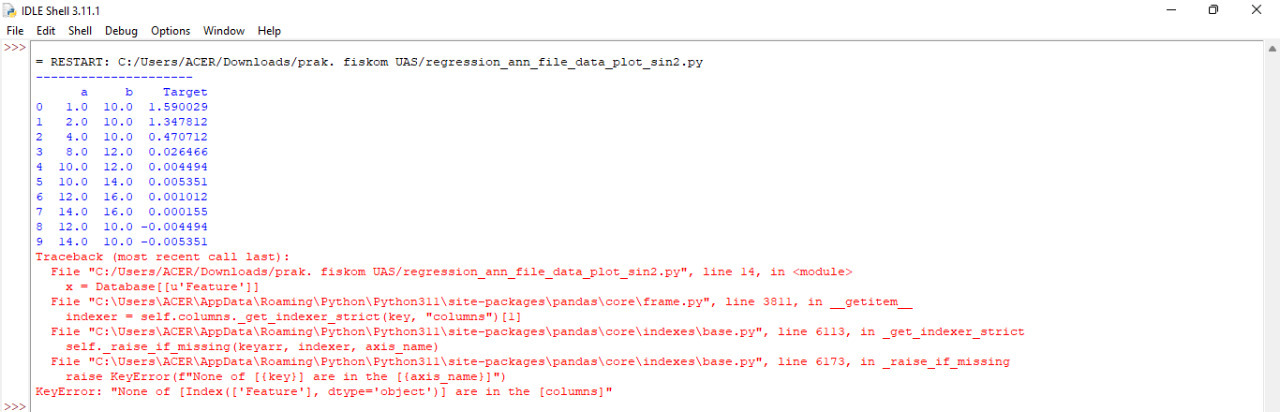 IDLE Shell 3.11.1
File Edit Shell Debug Options Window Help
>>>
= RESTART: C:/Users/ACER/Downloads/prak. fiskom UAS/regression_ann_file_data_plot_sin2.py
---------------------
a b Target
0 1.0 10.0 1.590029
1 2.0 10.0 1.347812
2 4.0 10.0 0.470712
3 8.0 12.0 0.026466
4 10.0 12.0 0.004494
5 10.0 14.0 0.005351
6 12.0 16.0 0.001012
7 14.0 16.0 0.000155
8 12.0 10.0 -0.004494
9 14.0 10.0 -0.005351
Traceback (most recent call last):
File "C:/Users/ACER/Downloads/prak. fiskom UAS/regression_ann_file_data_plot_sin2.py", line 14, in <module>
x = Database[[u'Feature']]
File "C:\Users\ACER\AppData\Roaming\Python\Python311\site-packages\pandas\core\frame.py", line 3811, in __getitem__
indexer = self.columns._get_indexer_strict(key, "columns")[1]
File "C:\Users\ACER\AppData\Roaming\Python\Python311\site-packages\pandas\core\indexes\base.py", line 6113, in _get_indexer_strict
self._raise_if_missing(keyarr, indexer, axis_name)
File "C:\Users\ACER\AppData\Roaming\Python\Python311\site-packages\pandas\core\indexes\base.py", line 6173, in _raise_if_missing
raise KeyError(f"None of [{key}] are in the [{axis_name}]")
KeyError: "None of [Index(['Feature'], dtype='object')] are in the [columns]"
>>>